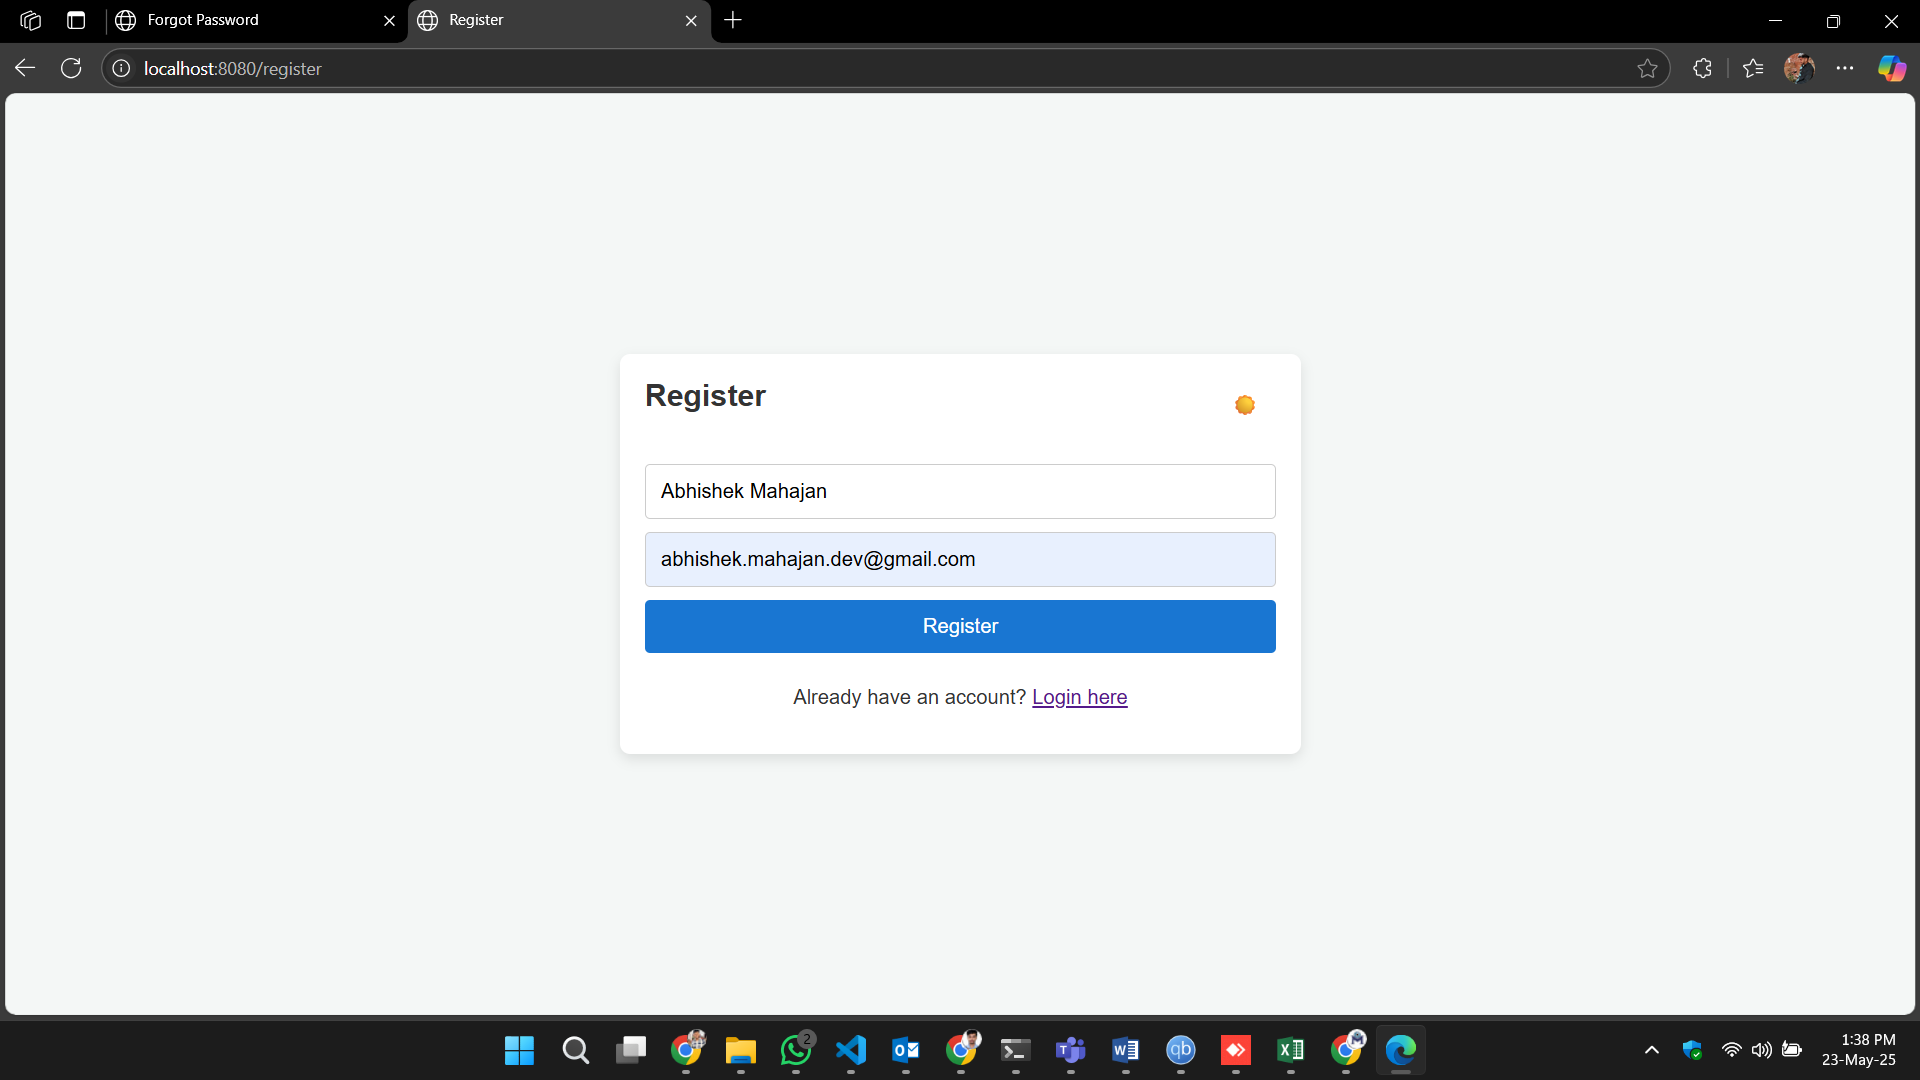 Forgot Password
Register
localhost:8080/register
Register
Abhishek Mahajan
abhishek.mahajan.dev@gmail.com
Register
Already have an account? Login here
2
qb
1:38 PM
23-May-25